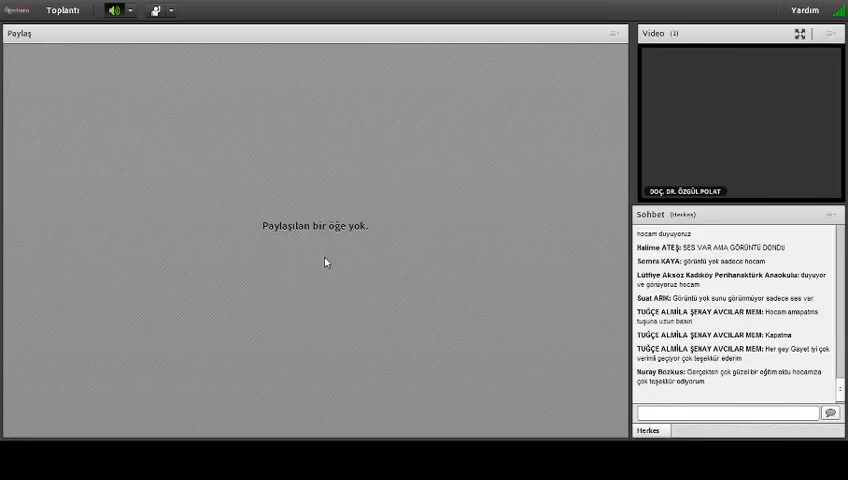 Öğretmen Toplantı Yardım
Paylaş
Paylaşılan bir öğe yok.
Video (1)
DOÇ. DR. ÖZGÜL POLAT
Sohbet (Herkes)
hocam duyuyoruz
Halime ATEŞ: SES VAR AMA GÖRÜNTÜ DONDU
Semra KAYA: görüntü yok sadece hocam
Lütfiye Aksöz Kadıköy Perihanaktürk Anaokulu: duyuyor
ve görüyoruz hocam
Suat ARIK: Görüntü yok sunu görünmüyor sadece ses var
TUĞÇE ALMİLA ŞENAY AVCILAR MEM: Hocam amapatms
tuşuna uzun basin
TUĞÇE ALMİLA ŞENAY AVCILAR MEM: Kapatma
TUĞÇE ALMİLA ŞENAY AVCILAR MEM: Her şey Gayet iyi çok
verimli geçiyor çok teşekkür ederim
Nuray Bozkus: Gerçekten çok güzel bir eğitim oldu hocamıza
çok teşekkür ediyorum
Herkes